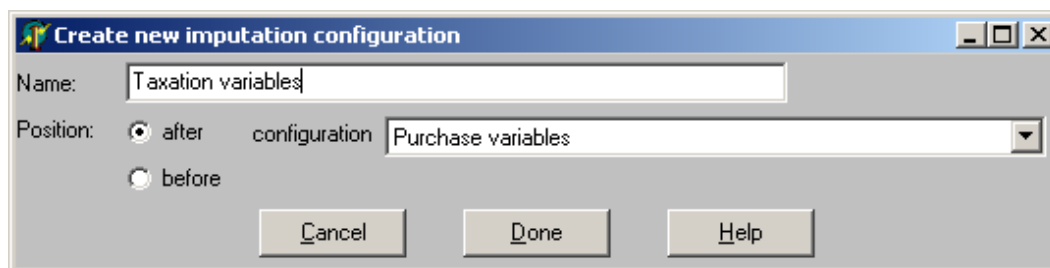 Create new imputation configuration
Name: Taxation variables
Position: after configuration Purchase variables
before
Cancel Done Help